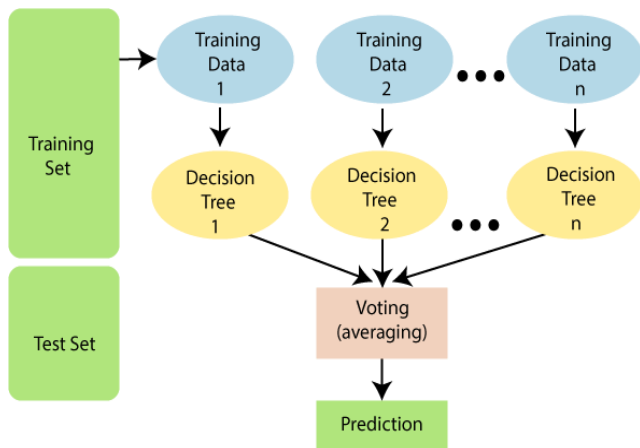 Training
Data
1
Training
Data
2
Training
Data
n
Training
Set
Decision
Tree
1
Decision
Tree
2
Decision
Tree
n
Test Set
Voting
(averaging)
Prediction